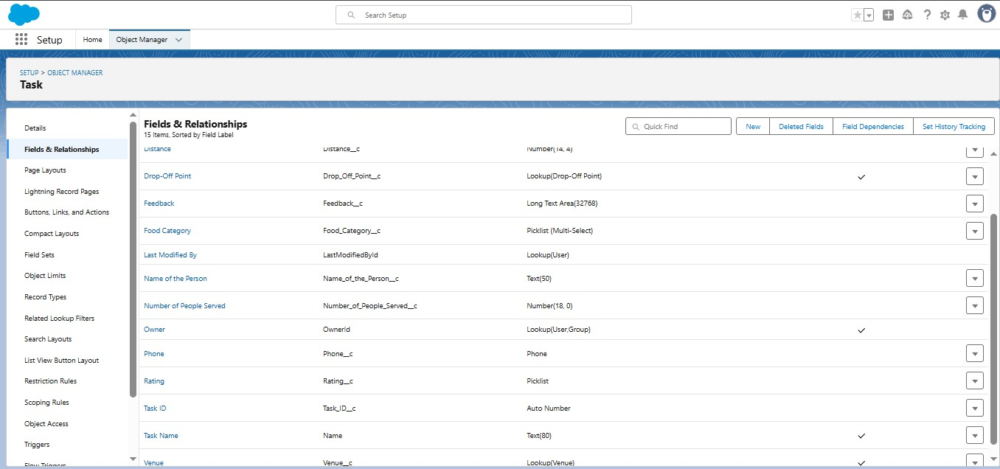 Search Setup
Setup
Home
Object Manager
SETUP > OBJECT MANAGER
Task
Details
Fields & Relationships
Page Layouts
Lightning Record Pages
Buttons, Links, and Actions
Compact Layouts
Field Sets
Object Limits
Record Types
Related Lookup Filters
Search Layouts
List View Button Layout
Restriction Rules
Scoping Rules
Object Access
Triggers
Flow Triggers
Fields & Relationships
15 Items, Sorted by Field Label
Quick Find
New
Deleted Fields
Field Dependencies
Set History Tracking
Distance Distance__c Number(14, 4)
Drop-Off Point Drop_Off_Point__c Lookup(Drop-Off Point)
Feedback Feedback__c Long Text Area(32768)
Food Category Food_Category__c Picklist (Multi-Select)
Last Modified By LastModifiedById Lookup(User)
Name of the Person Name_of_the_Person__c Text(50)
Number of People Served Number_of_People_Served__c Number(18, 0)
Owner OwnerId Lookup(User,Group)
Phone Phone__c Phone
Rating Rating__c Picklist
Task ID Task_ID__c Auto Number
Task Name Name Text(80)
Venue Venue__c Lookup(Venue)